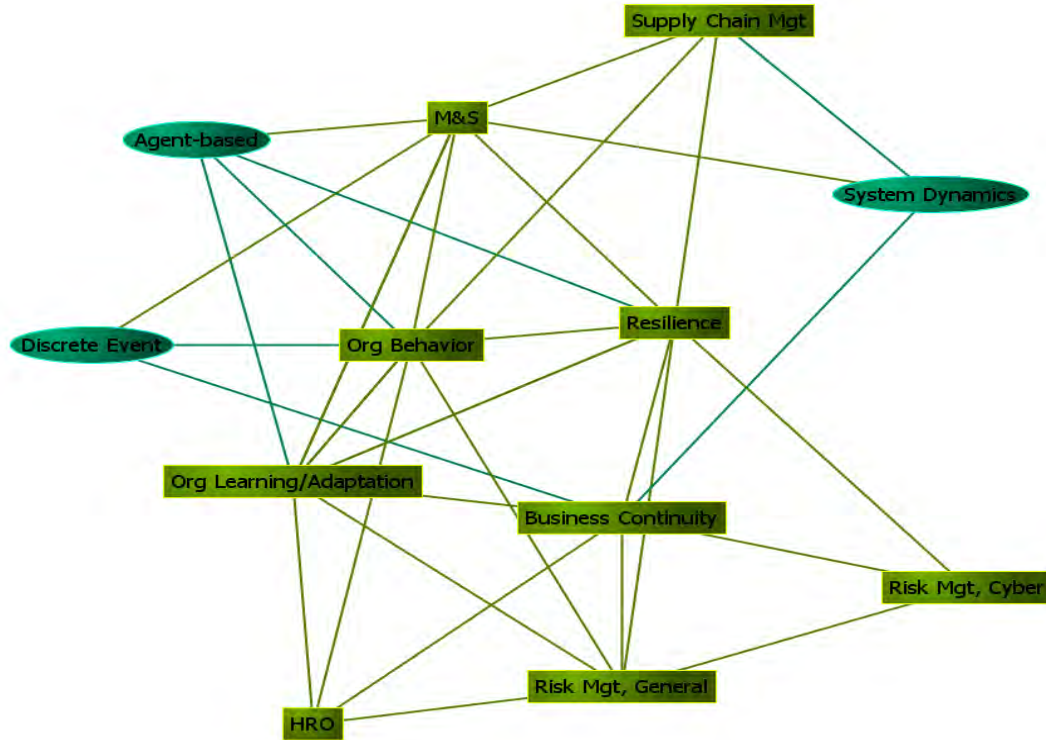 Supply Chain Mgt
M&S
Agent-based
System Dynamics
Resilience
Discrete Event
Org Behavior
Org Learning/Adaptation
Business Continuity
Risk Mgt, Cyber
Risk Mgt, General
HRO